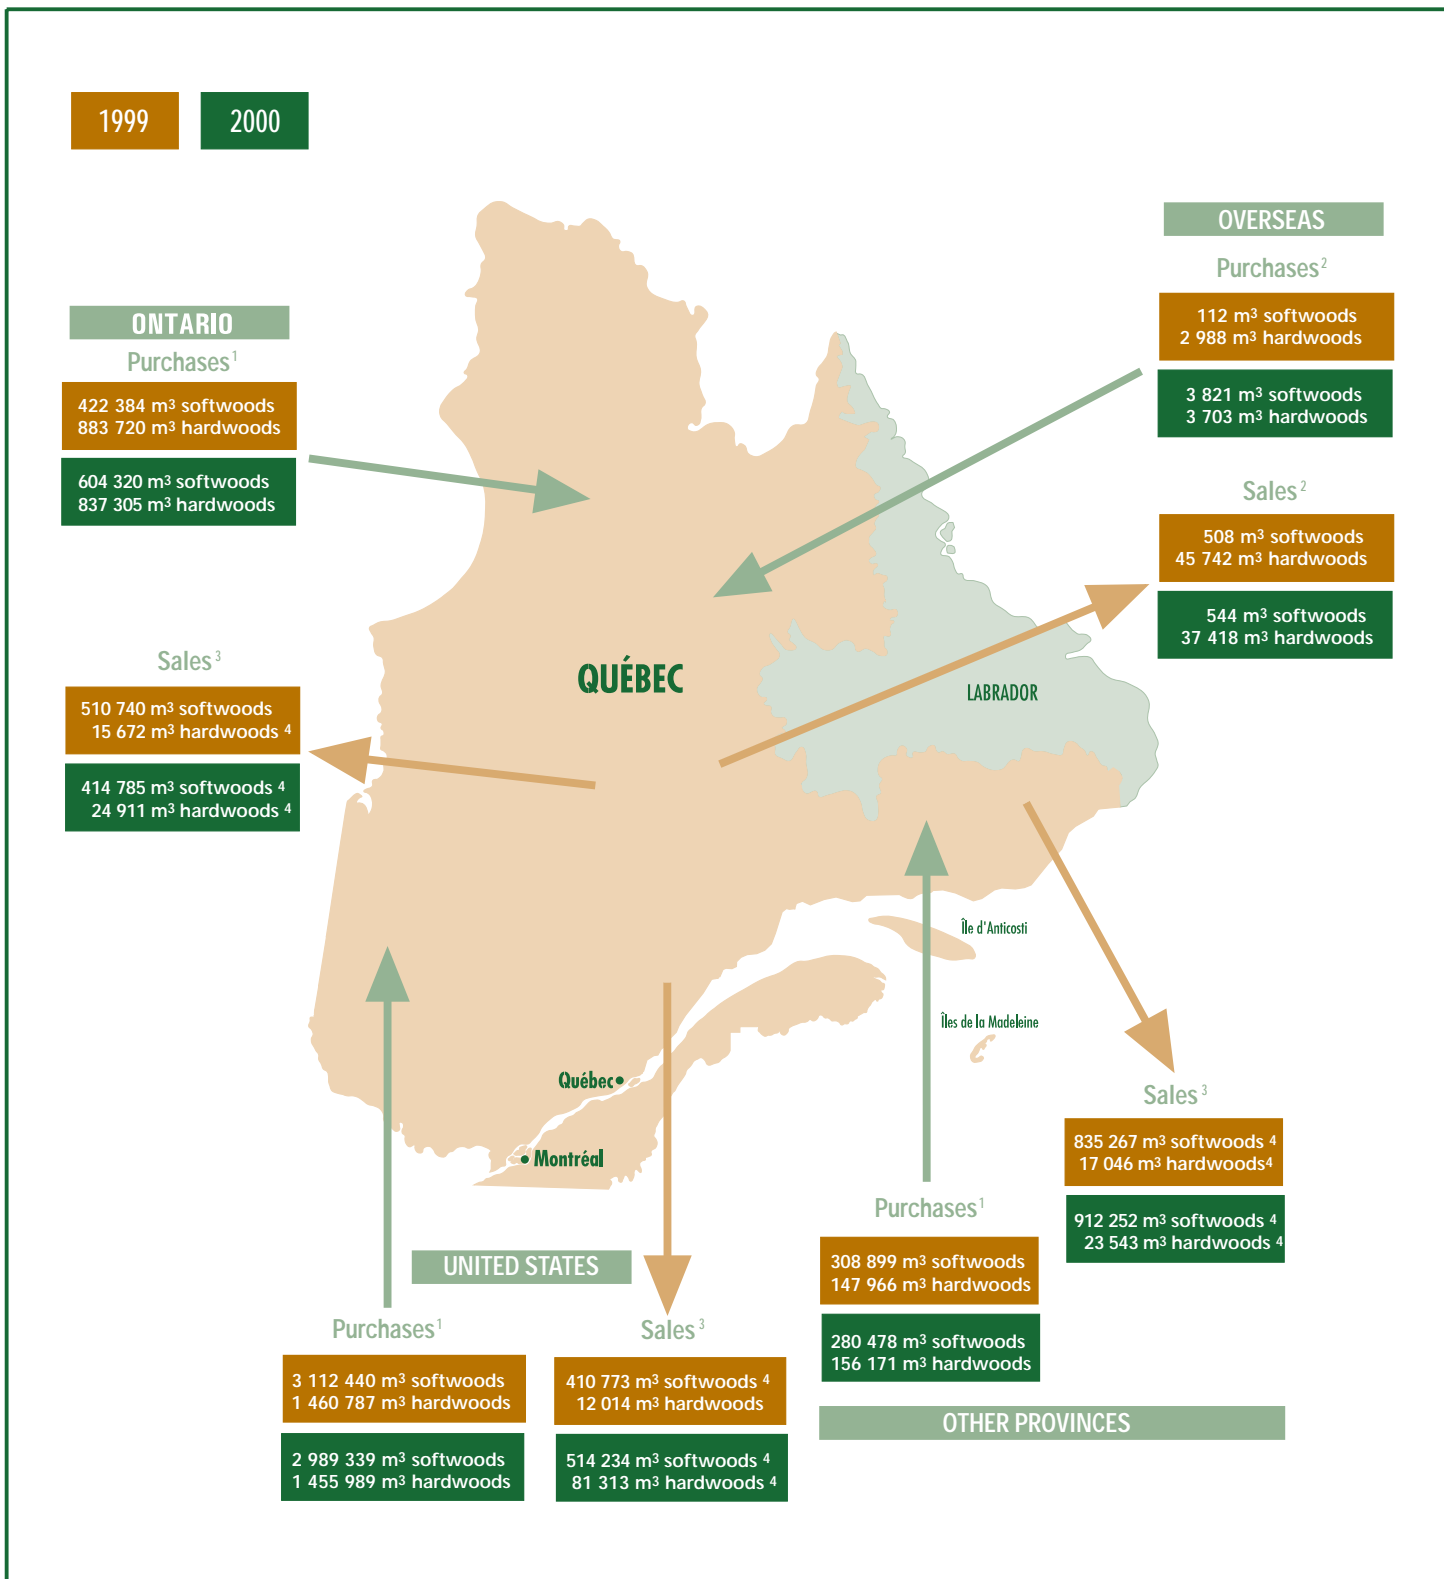 1999
2000
OVERSEAS
Purchases²
112 m³ softwoods
2 988 m³ hardwoods
3 821 m³ softwoods
3 703 m³ hardwoods
Sales ²
508 m³ softwoods
45 742 m³ hardwoods
544 m³ softwoods
37 418 m³ hardwoods
ONTARIO
Purchases¹
422 384 m³ softwoods
883 720 m³ hardwoods
604 320 m³ softwoods
837 305 m³ hardwoods
Sales ³
510 740 m³ softwoods
15 672 m³ hardwoods ⁴
414 785 m³ softwoods ⁴
24 911 m³ hardwoods ⁴
QUÉBEC
LABRADOR
Île d'Anticosti
Îles de la Madeleine
Québec
Montréal
UNITED STATES
Purchases¹
3 112 440 m³ softwoods
1 460 787 m³ hardwoods
2 989 339 m³ softwoods
1 455 989 m³ hardwoods
Sales ³
410 773 m³ softwoods ⁴
12 014 m³ hardwoods
514 234 m³ softwoods ⁴
81 313 m³ hardwoods ⁴
Purchases¹
308 899 m³ softwoods
147 966 m³ hardwoods
280 478 m³ softwoods
156 171 m³ hardwoods
Sales ³
835 267 m³ softwoods ⁴
17 046 m³ hardwoods⁴
912 252 m³ softwoods ⁴
23 543 m³ hardwoods ⁴
OTHER PROVINCES